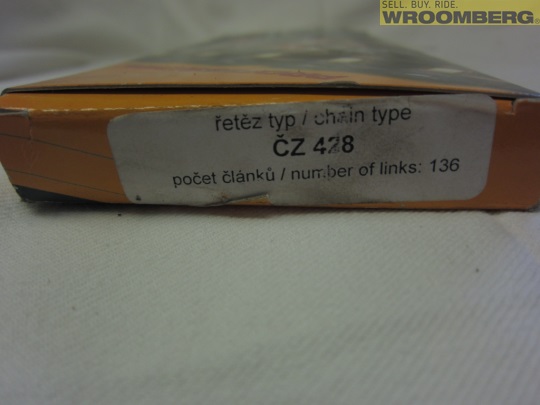 SELL. BUY. RIDE.
WROOMBERG
řetěz typ / chain type
ČZ 428
počet článků / number of links: 136